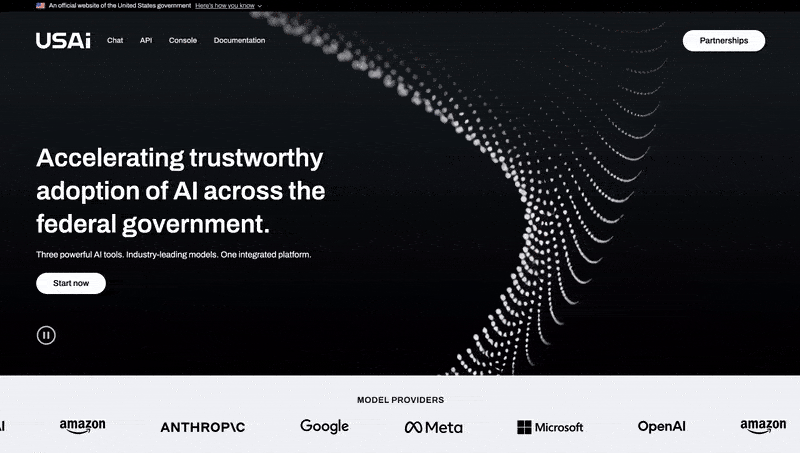 An official website of the United States government Here's how you know
USAi Chat API Console Documentation Partnerships
Accelerating trustworthy
adoption of AI across the
federal government.
Three powerful AI tools. Industry-leading models. One integrated platform.
Start now
MODEL PROVIDERS
AI amazon ANTHROP\C Google Meta Microsoft OpenAI amazon